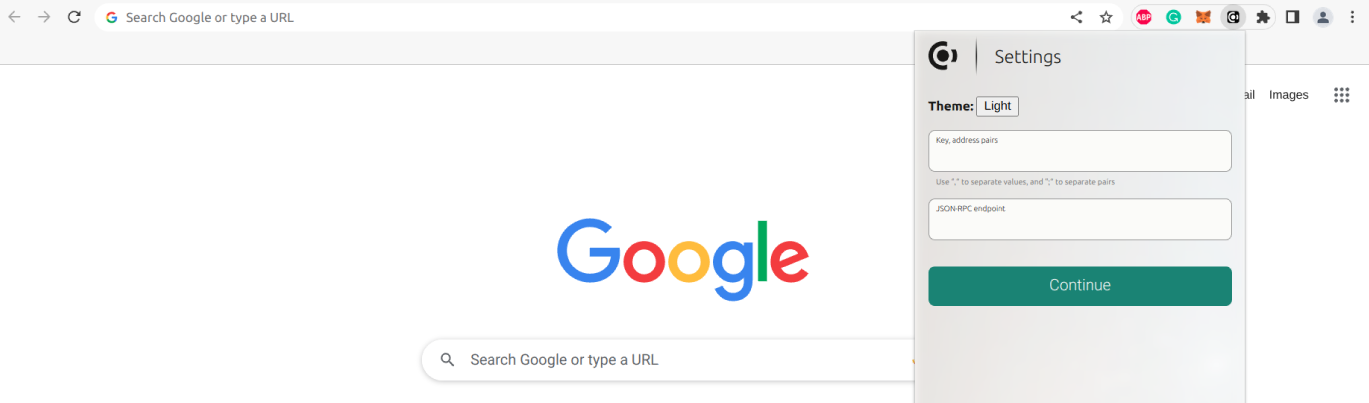 Search Google or type a URL
ABP
Settings
ail Images
Theme: Light
Key, address pairs
Use "," to separate values, and ";" to separate pairs
JSON-RPC endpoint
Google
Continue
Search Google or type a URL